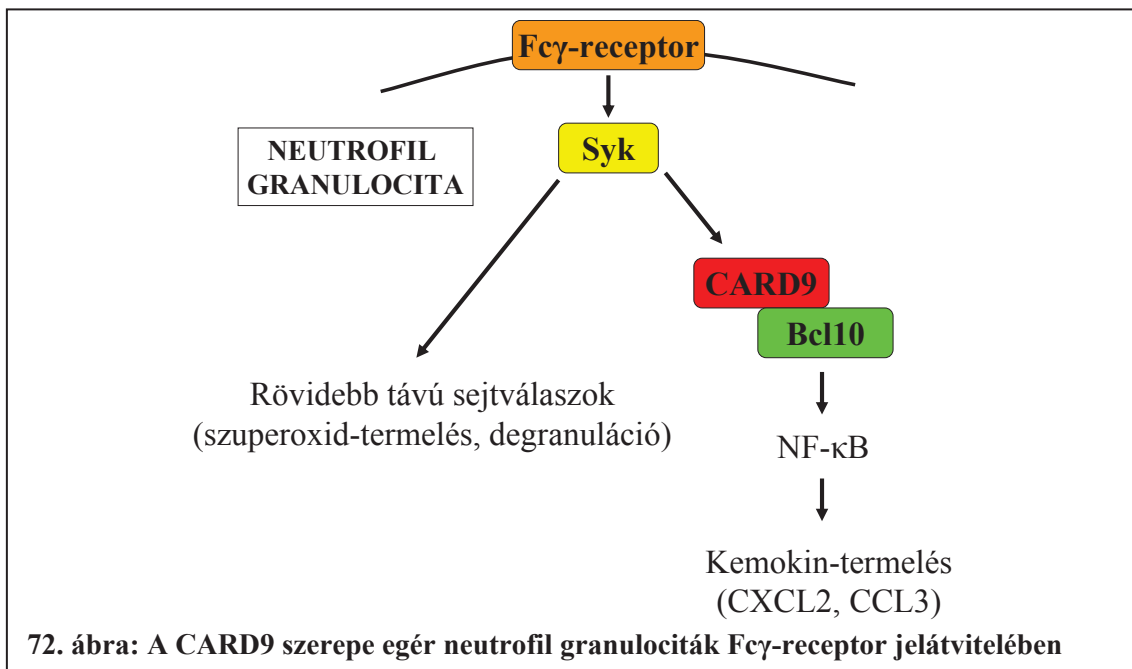 Fcγ-receptor
NEUTROFIL
GRANULOCITA
Syk
CARD9
Bcl10
Rövidebb távú sejtválaszok
(szuperoxid-termelés, degranuláció)
NF-κB
Kemokin-termelés
(CXCL2, CCL3)
72. ábra: A CARD9 szerepe egér neutrofil granulociták Fcγ-receptor jelátvitelében